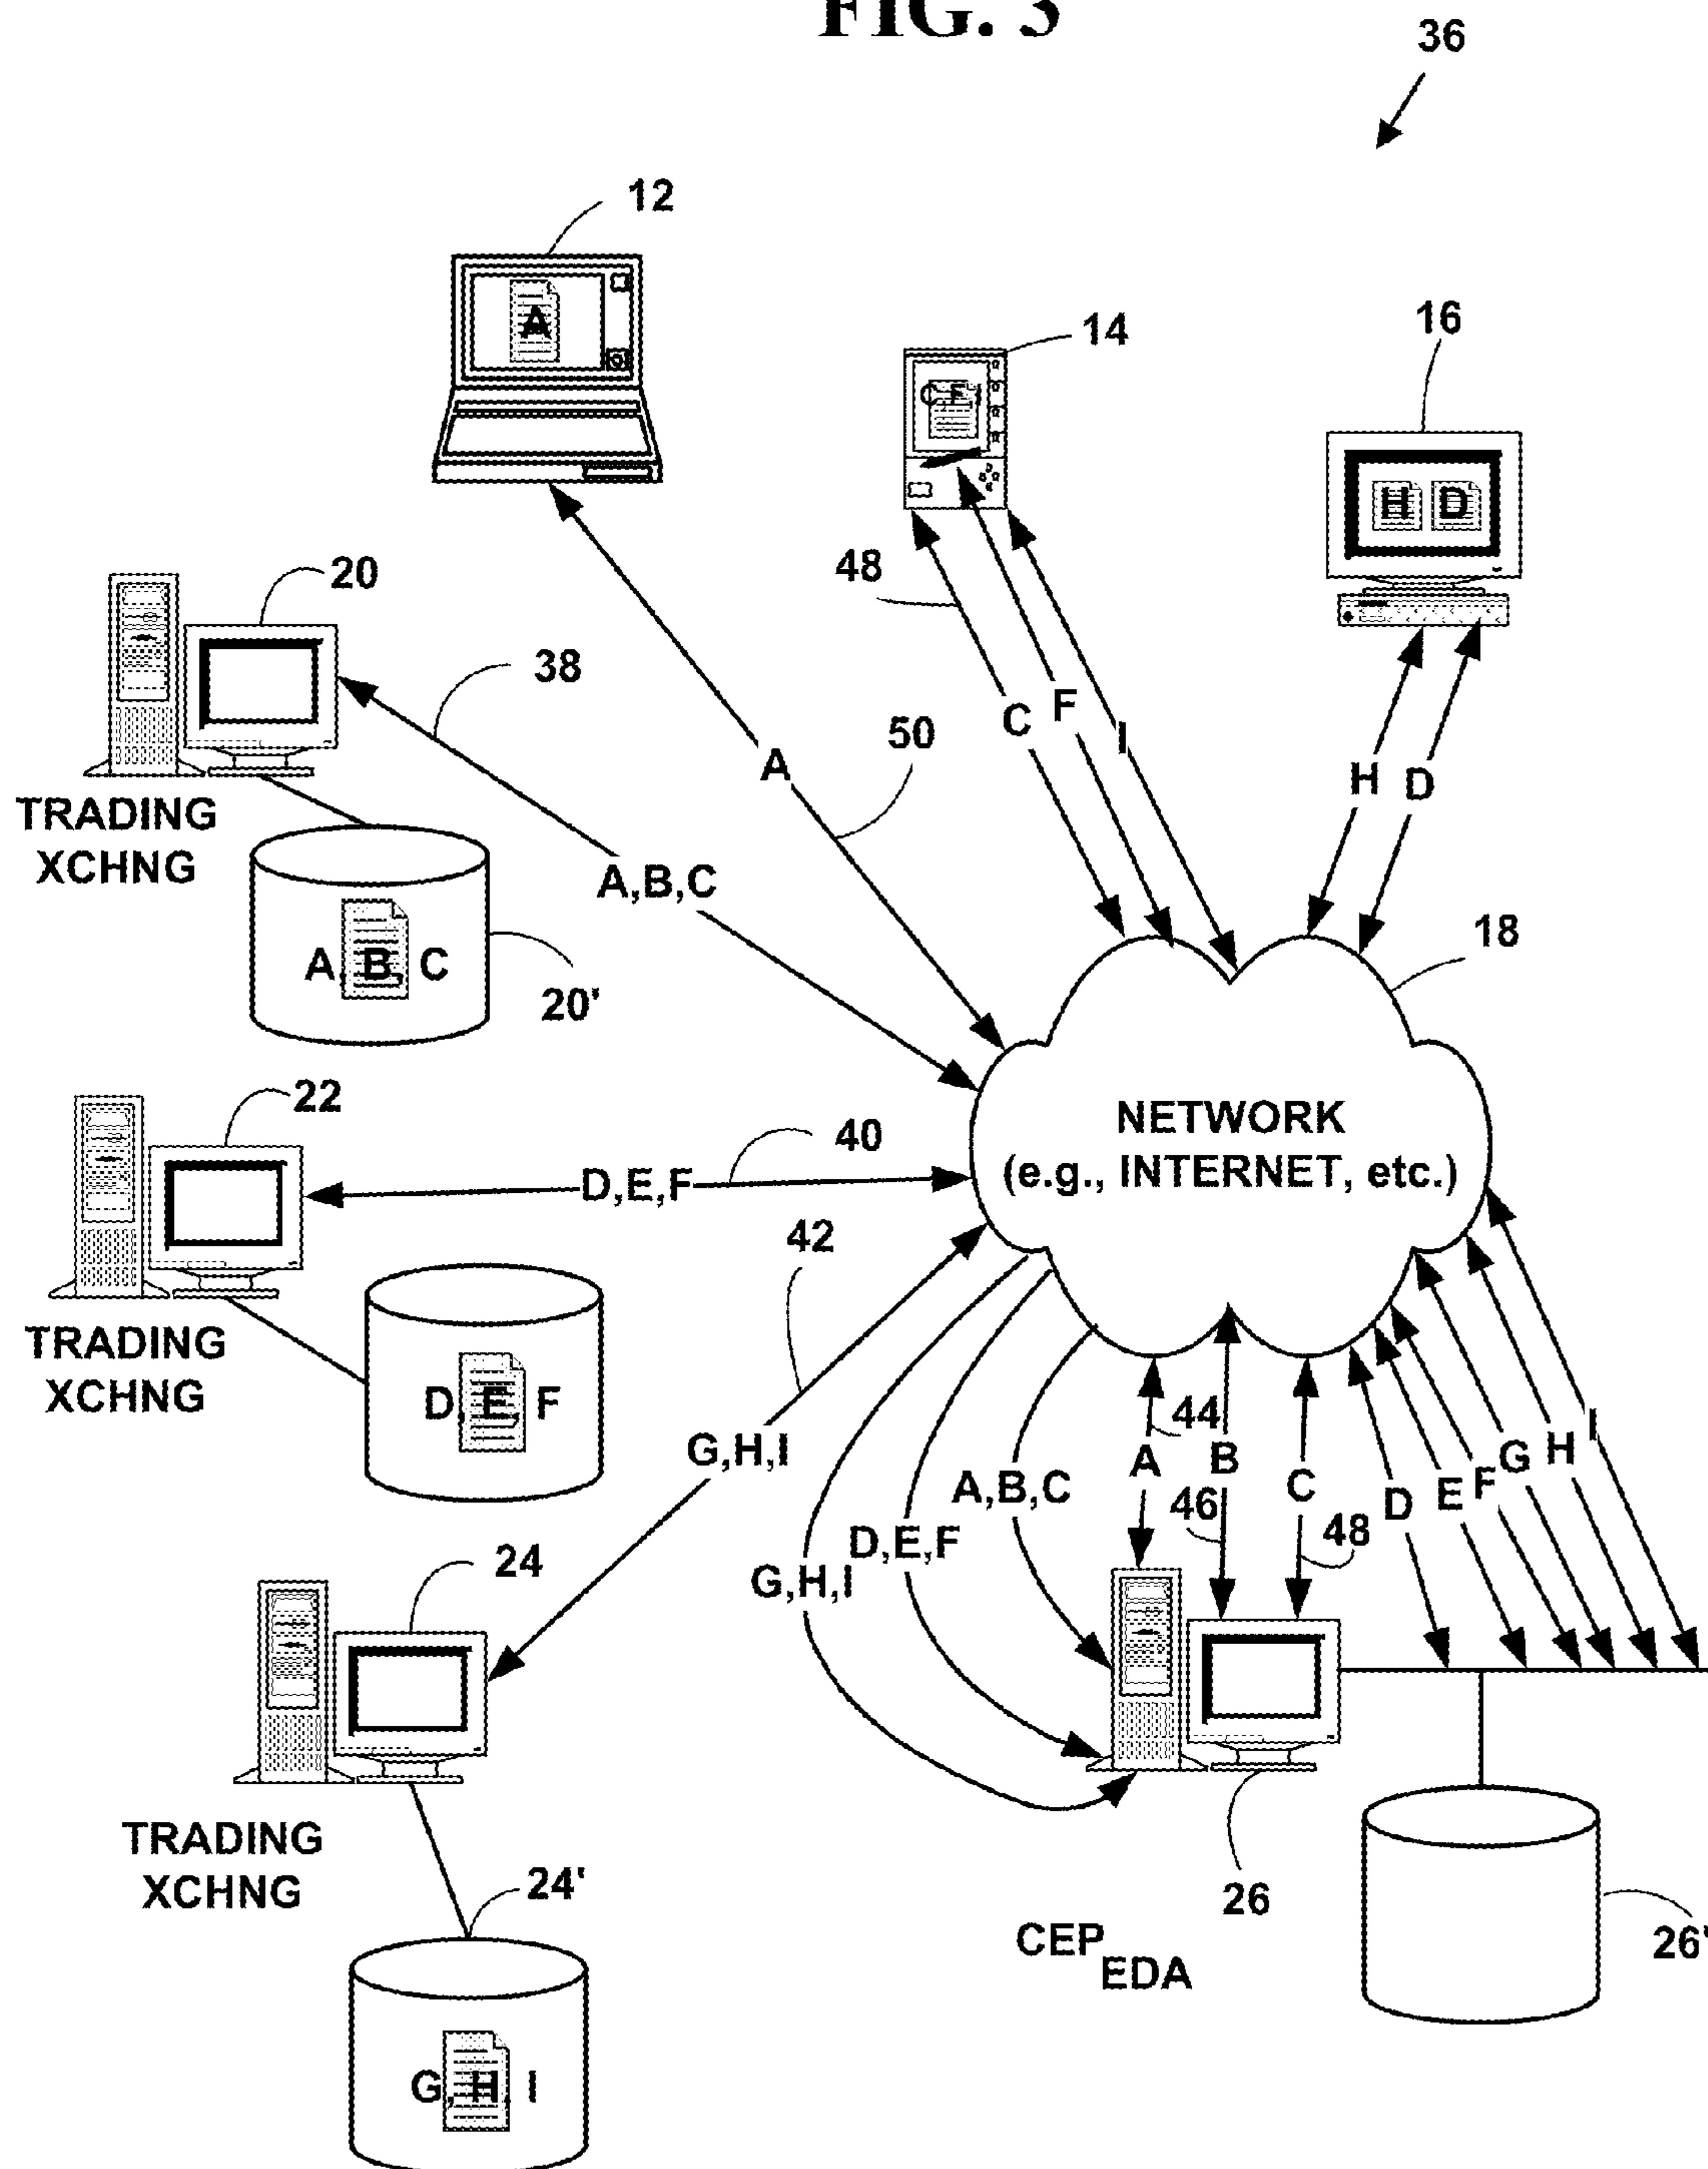 FIG. 3
36
12
A
14
C,F,I
16
H D
48
20
38
C
F
I
50
A
H
D
TRADING
XCHNG
A,B,C
18
A, B, C
20'
22
NETWORK
(e.g., INTERNET, etc.)
40
D,E,F
42
TRADING
XCHNG
D, E, F
44
G,H,I
A
B
A,B,C
C
D
E
F
G
H
I
46
48
D,E,F
G,H,I
24
TRADING
XCHNG
24'
26
26'
CEP
EDA
G, H, I